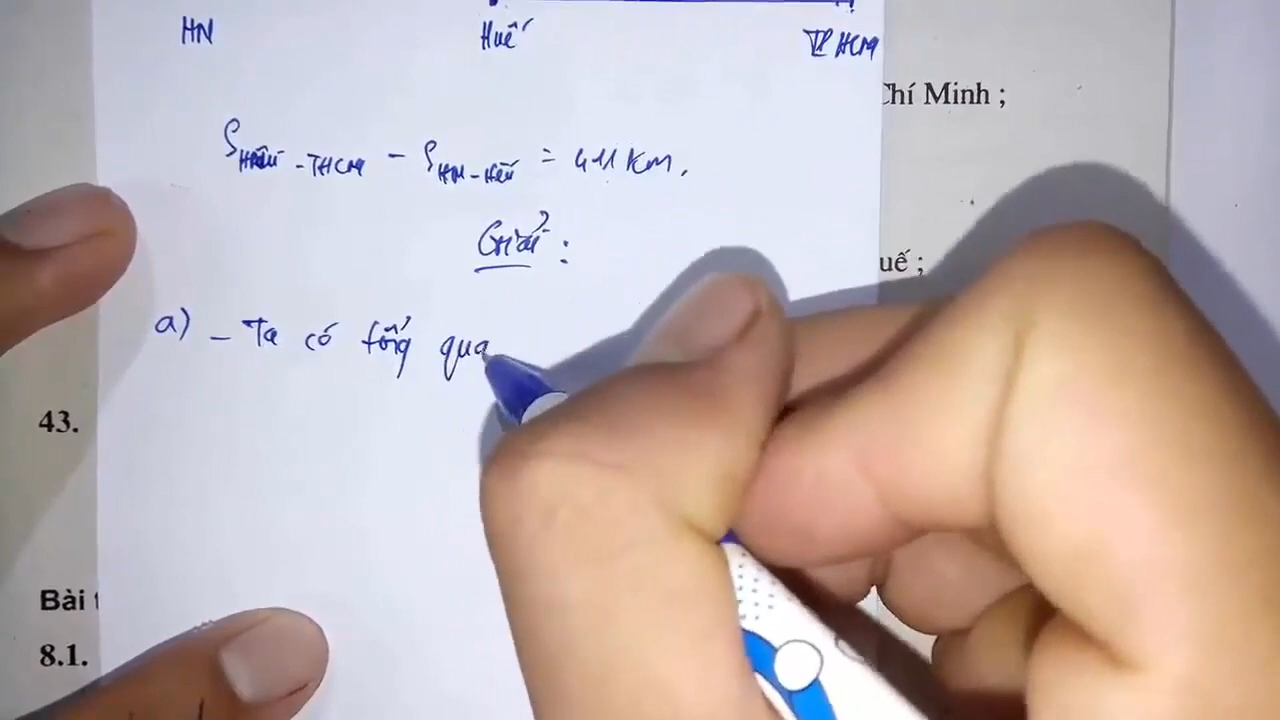 HN Huế TP HCM
Chí Minh ;
S Huế - TPHCM - S HN - Huế = 411 km.
Giải :
uế ;
a) - Ta có tổng qua
43.
Bài
8.1.